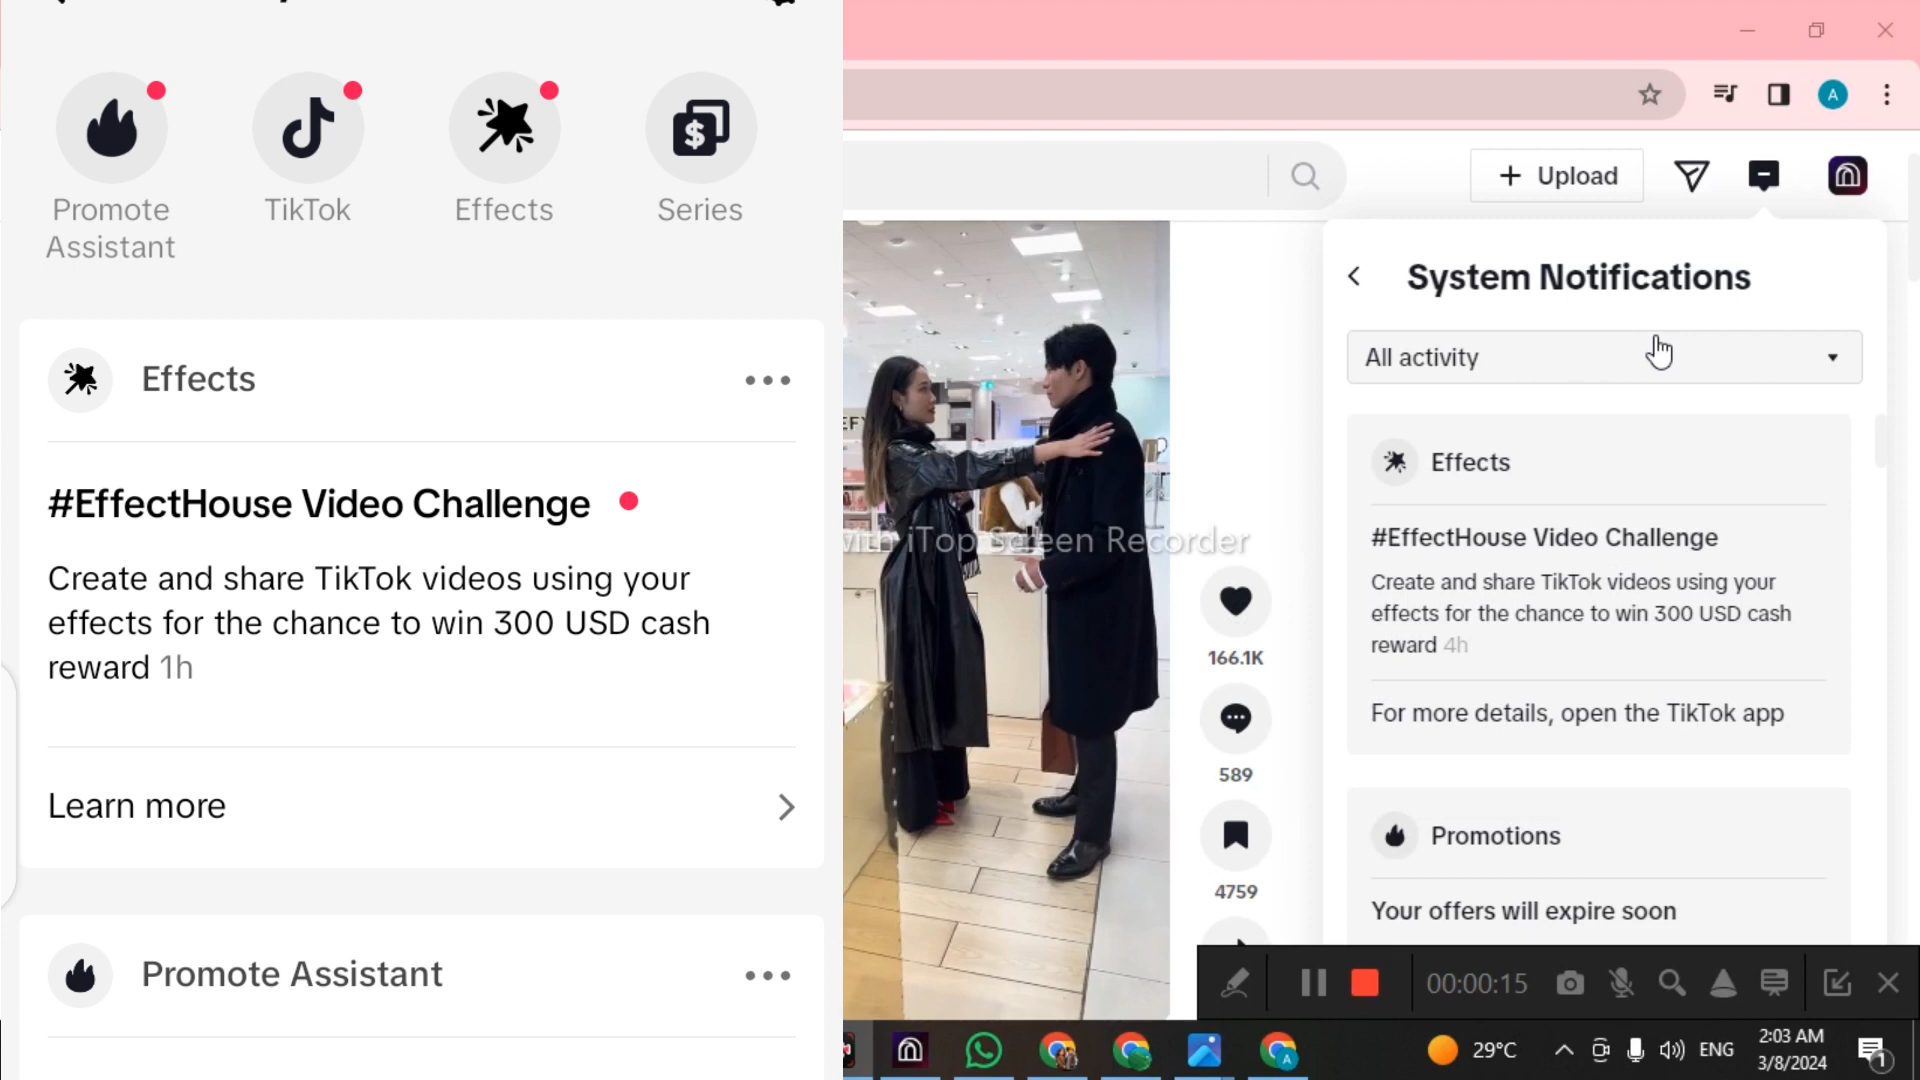 Promote
Assistant
TikTok
Effects
Series
Effects
#EffectHouse Video Challenge
Create and share TikTok videos using your
effects for the chance to win 300 USD cash
reward 1h
Learn more
Promote Assistant
A
+ Upload
System Notifications
All activity
Effects
#EffectHouse Video Challenge
Create and share TikTok videos using your
effects for the chance to win 300 USD cash
reward 4h
For more details, open the TikTok app
Promotions
Your offers will expire soon
with iTop Screen Recorder
166.1K
589
4759
00:00:15
A
29°C
ENG
2:03 AM
3/8/2024
1